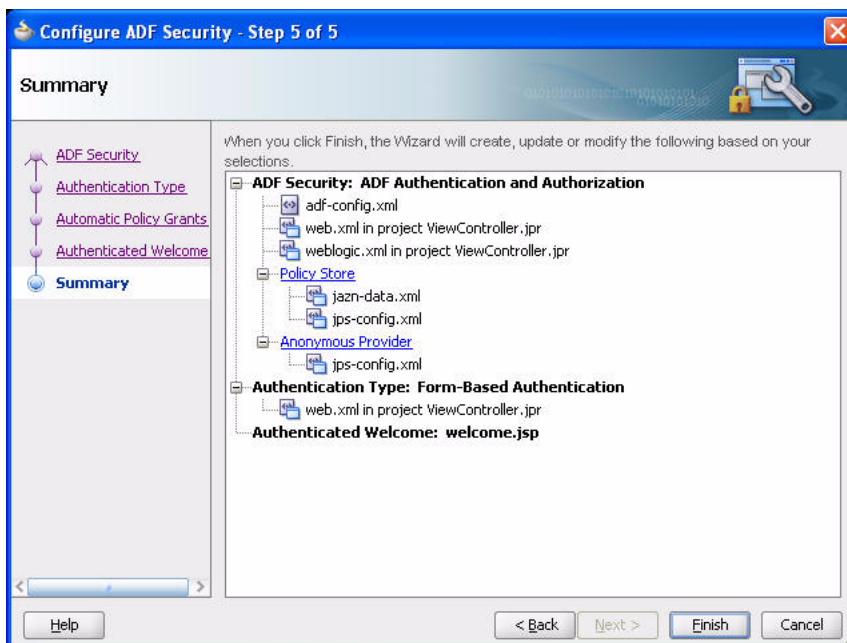 Configure ADF Security - Step 5 of 5
Summary
ADF Security
Authentication Type
Automatic Policy Grants
Authenticated Welcome
Summary
When you click Finish, the Wizard will create, update or modify the following based on your
selections.
ADF Security: ADF Authentication and Authorization
adf-config.xml
web.xml in project ViewController.jpr
weblogic.xml in project ViewController.jpr
Policy Store
jazn-data.xml
jps-config.xml
Anonymous Provider
jps-config.xml
Authentication Type: Form-Based Authentication
web.xml in project ViewController.jpr
Authenticated Welcome: welcome.jsp
Help
< Back
Next >
Finish
Cancel